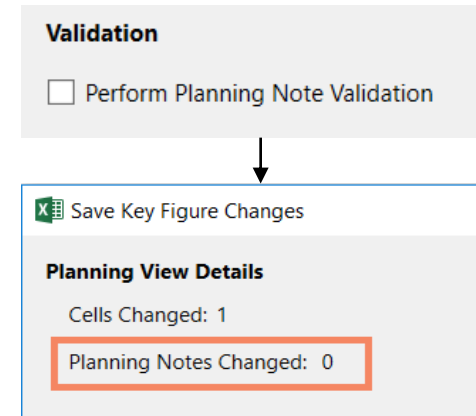 Validation
Perform Planning Note Validation
Save Key Figure Changes
Planning View Details
Cells Changed: 1
Planning Notes Changed: 0